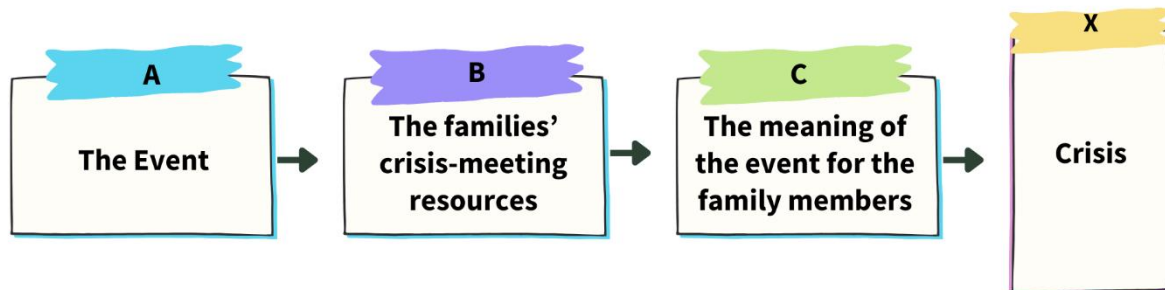 A
The Event
B
The families’
crisis-meeting
resources
C
The meaning of
the event for the
family members
X
Crisis